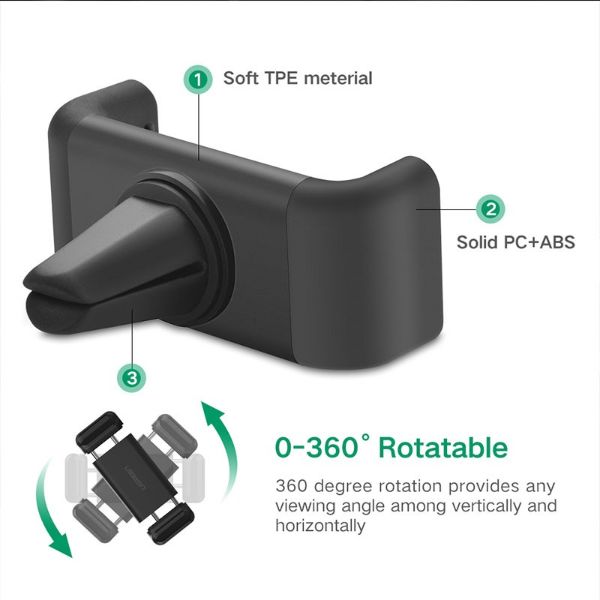 1 Soft TPE meterial
2
Solid PC+ABS
3
UGREEN
0-360° Rotatable
360 degree rotation provides any
viewing angle among vertically and
horizontally